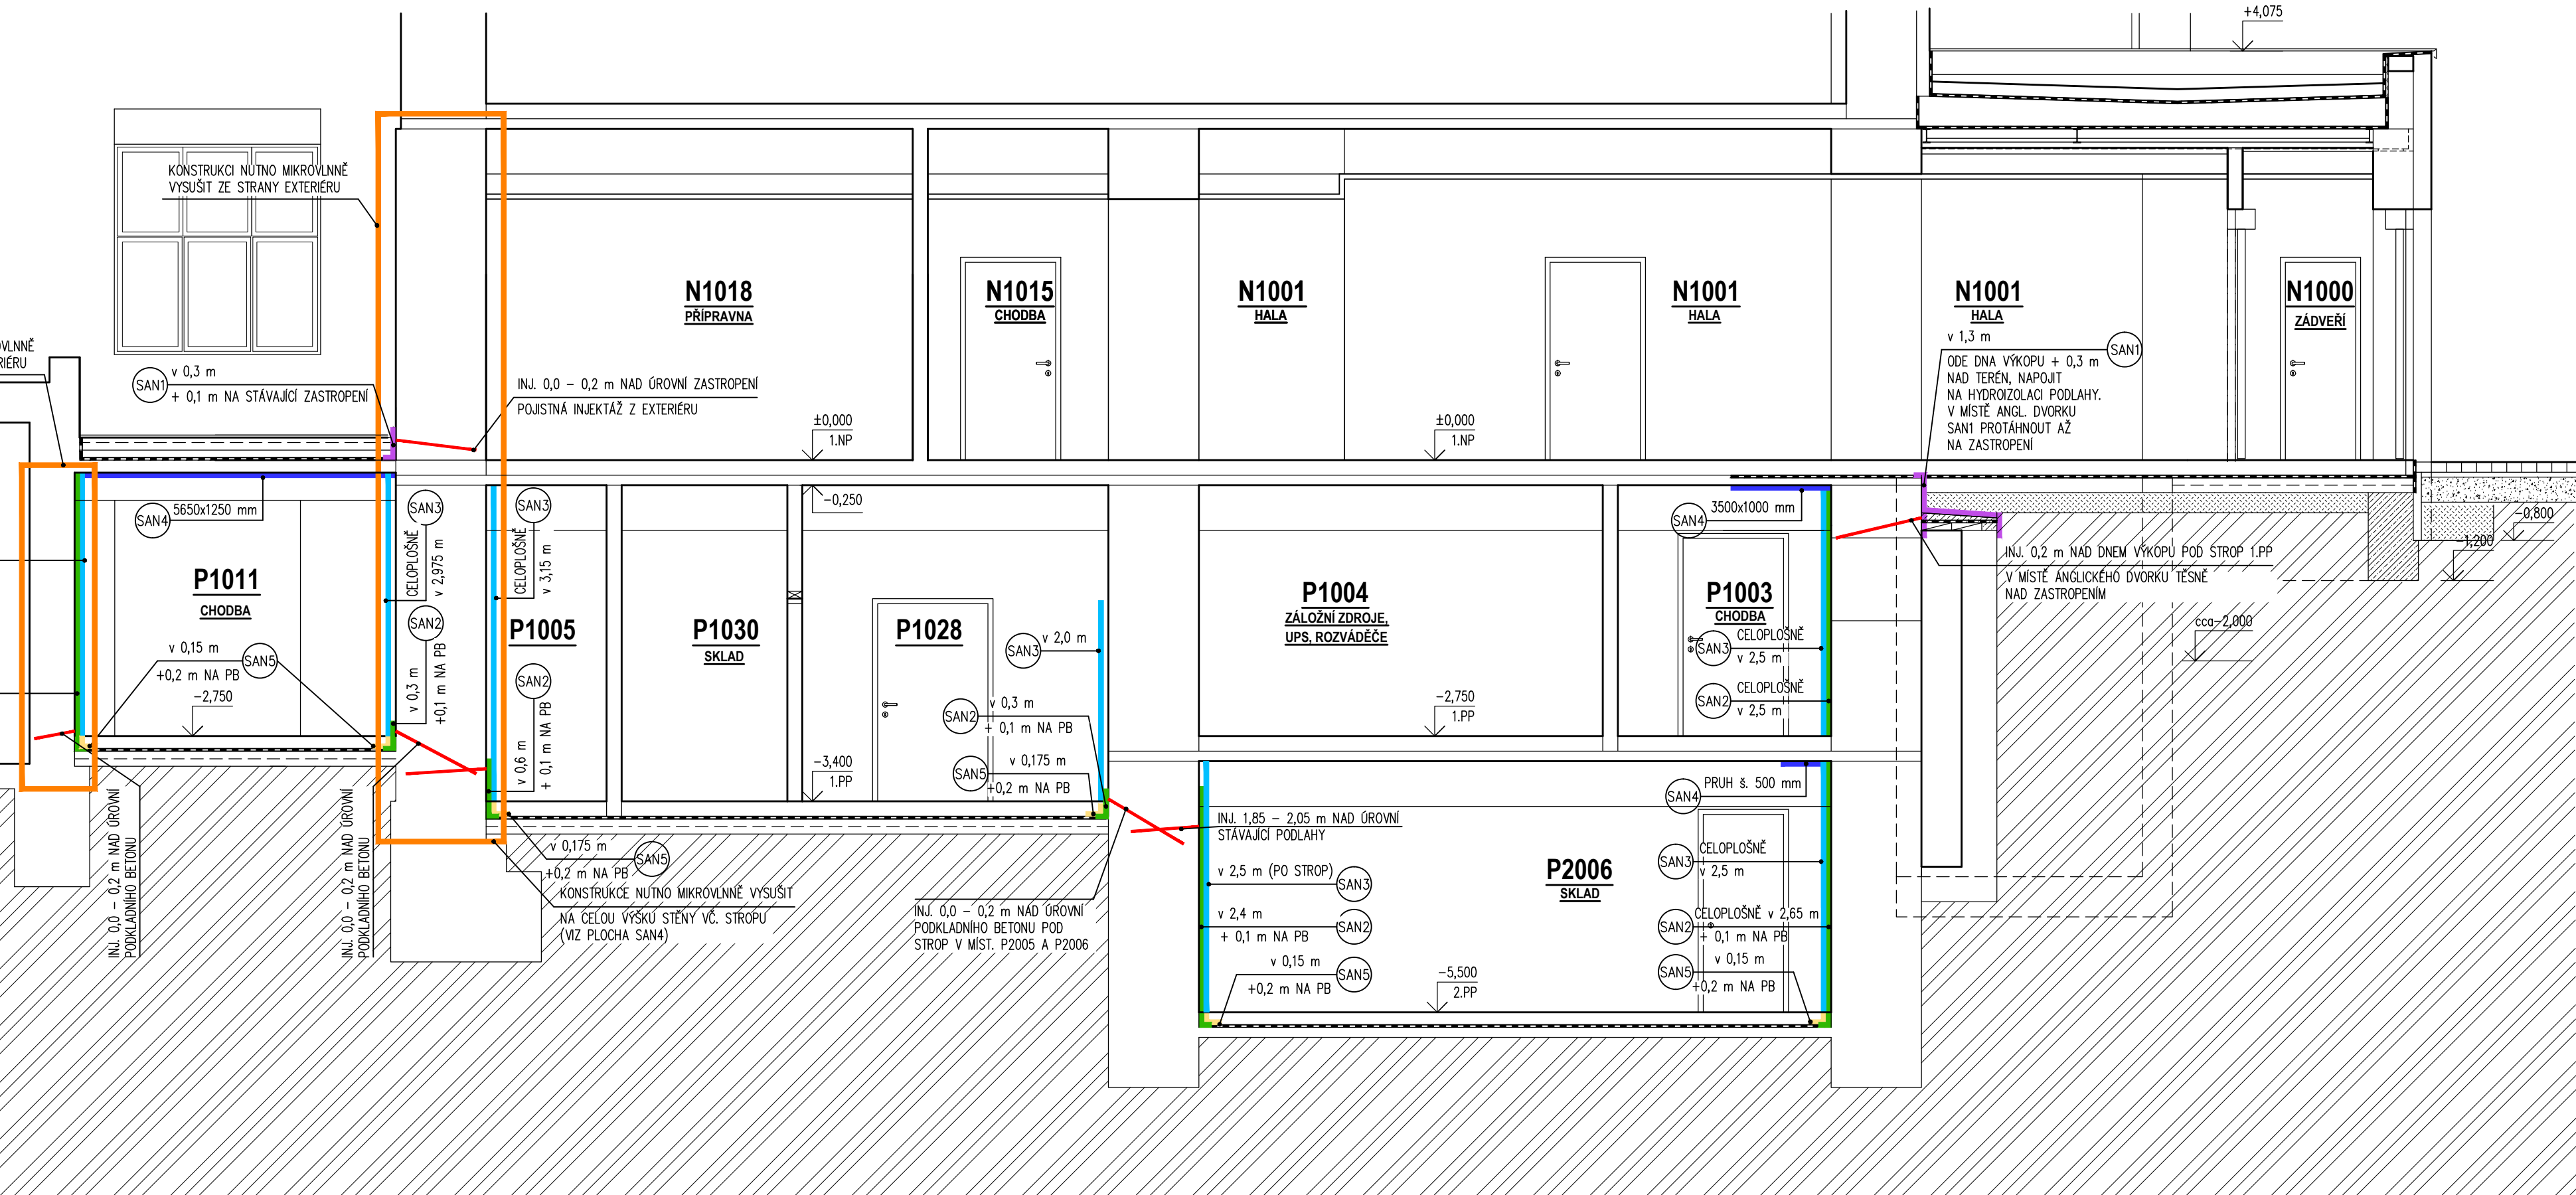 +4,075
KONSTRUKCI NUTNO MIKROVLNNĚ
VYSUŠIT ZE STRANY EXTERIÉRU
N1018
PŘÍPRAVNA
N1015
CHODBA
N1001
HALA
N1001
HALA
N1001
HALA
N1000
ZÁDVEŘÍ
OVLNNĚ
RIÉRU
SAN1
v 0,3 m
+ 0,1 m NA STÁVAJÍCÍ ZASTROPENÍ
INJ. 0,0 – 0,2 m NAD ÚROVNÍ ZASTROPENÍ
POJISTNÁ INJEKTÁŽ Z EXTERIÉRU
±0,000
1.NP
±0,000
1.NP
v 1,3 m
SAN1
ODE DNA VÝKOPU + 0,3 m
NAD TERÉN, NAPOJIT
NA HYDROIZOLACI PODLAHY.
V MÍSTĚ ANGL. DVORKU
SAN1 PROTÁHNOUT AŽ
NA ZASTROPENÍ
SAN4
5650x1250 mm
SAN3
CELOPLOŠNĚ
v 2,975 m
SAN3
CELOPLOŠNĚ
v 3,15 m
-0,250
SAN4
3500x1000 mm
-0,800
-1,200
INJ. 0,2 m NAD DNEM VÝKOPU POD STROP 1.PP
V MÍSTĚ ANGLICKÉHO DVORKU TĚSNĚ
NAD ZASTROPENÍM
cca-2,000
P1011
CHODBA
SAN2
v 0,3 m
+0,1 m NA PB
v 0,15 m
SAN5
+0,2 m NA PB
-2,750
P1005
SAN2
v 0,6 m
+ 0,1 m NA PB
P1030
SKLAD
P1028
SAN3
v 2,0 m
P1004
ZÁLOŽNÍ ZDROJE,
UPS, ROZVÁDĚČE
P1003
CHODBA
SAN3
CELOPLOŠNĚ
v 2,5 m
SAN2
CELOPLOŠNĚ
v 2,5 m
-2,750
1.PP
SAN2
v 0,3 m
+ 0,1 m NA PB
SAN5
v 0,175 m
+0,2 m NA PB
-3,400
1.PP
SAN4
PRUH š. 500 mm
INJ. 0,0 – 0,2 m NAD ÚROVNÍ
PODKLADNÍHO BETONU
INJ. 0,0 – 0,2 m NAD ÚROVNÍ
PODKLADNÍHO BETONU
v 0,175 m
SAN5
+0,2 m NA PB
KONSTRUKCE NUTNO MIKROVLNNĚ VYSUŠIT
NA CELOU VÝŠKU STĚNY VČ. STROPU
(VIZ PLOCHA SAN4)
INJ. 0,0 – 0,2 m NAD ÚROVNÍ
PODKLADNÍHO BETONU POD
STROP V MÍST. P2005 A P2006
INJ. 1,85 – 2,05 m NAD ÚROVNÍ
STÁVAJÍCÍ PODLAHY
v 2,5 m (PO STROP)
SAN3
v 2,4 m
+ 0,1 m NA PB
SAN2
v 0,15 m
+0,2 m NA PB
SAN5
P2006
SKLAD
SAN3
CELOPLOŠNĚ
v 2,5 m
SAN2
CELOPLOŠNĚ v 2,65 m
+ 0,1 m NA PB
SAN5
v 0,15 m
+0,2 m NA PB
-5,500
2.PP